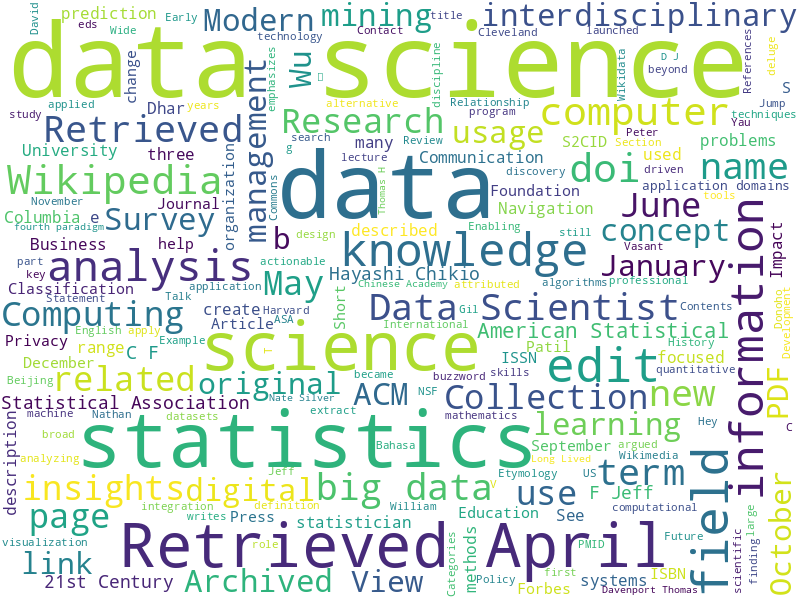 David
eds
prediction
Early
Wide
Modern
technology
mining
title
Contact
Cleveland
interdisciplinary
launched
data science
References
deluge
D J
beyond
Wikidata
discipline
emphasizes
change
Wu
S
applied
years
study
Dhar
management
alternative
Relationship
program
computer
Jump
techniques
Retrieved
Research
usage
Section
Peter
Yau
University
three
search
many
Review
S2CID
used
problems
g
lecture
Communication
discovery
driven
data
doi
name
Wikipedia
organization
Commons
Thomas H
Foundation
application domains
November
Journal
Navigation
June
tools
Columbia
e
Survey
design
described
Enabling
still
concept
fourth paradigm
Business
help
b
knowledge
Vasant
information
Impact
part
key
actionable
analysis
Hayashi Chikio
January
Classification
Statement
Talk
application
Chinese Academy
attributed
algorithms
professional
May
Short
Data Scientist
Contents
Donoho
Development
Computing
create
Harvard
Article
ASA
International
Gil
American Statistical
History
Privacy
English
apply
Example
science
Patil
December
range
C F
T
ISSN
focused
quantitative
Beijing
related
original
became
buzzword
skills
edit
PDF
Nate Silver
ACM
NSF
Collection
new
Statistical Association
extract
mathematics
Hey
C
machine
Nathan
datasets
learning
broad
statistics
argued
description
analyzing
Jeff
Bahasa
September
Wikimedia
Long Lived
Etymology
US
term
field
insights
digital
big data
V
use
F Jeff
computational
October
integration
definition
William
Education
page
writes
Press
statistician
See
methods
Future
large
visualization
role
Retrieved April
PMID
scientific
finding
link
Categories
Policy
first
systems
ISBN
21st Century
Archived
View
Forbes
Davenport Thomas